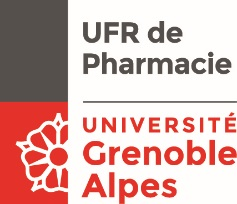 UFR de
Pharmacie
UNIVERSITÉ
Grenoble
Alpes